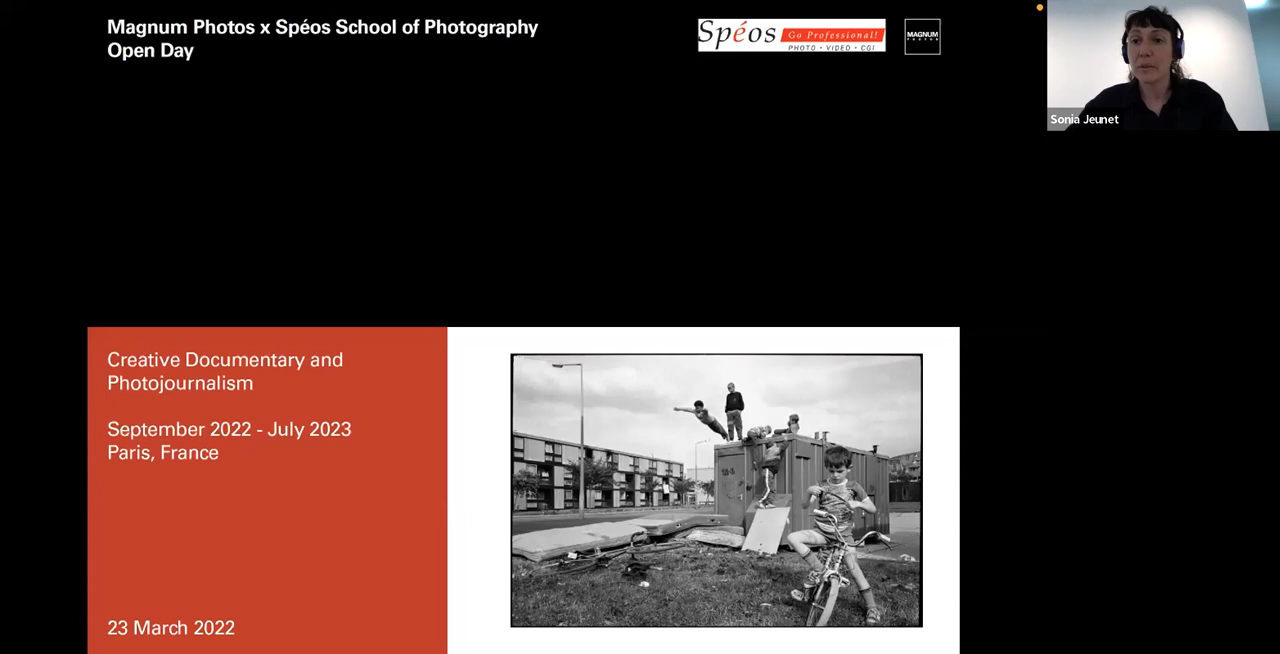 Magnum Photos x Spéos School of Photography
Open Day
Spéos Go Professional!
PHOTO • VIDEO • CGI
MAGNUM
PHOTOS
Sonia Jeunet
Creative Documentary and
Photojournalism
September 2022 - July 2023
Paris, France
23 March 2022